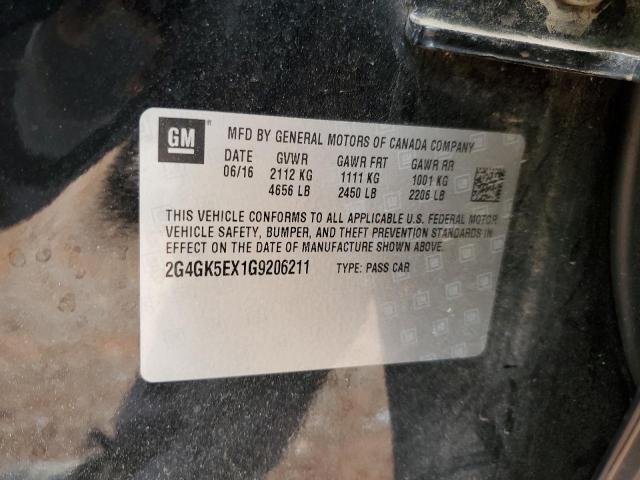 GM
MFD BY GENERAL MOTORS OF CANADA COMPANY
DATE GVWR GAWR FRT GAWR RR
06/16 2112 KG 1111 KG 1001 KG
4656 LB 2450 LB 2206 LB
THIS VEHICLE CONFORMS TO ALL APPLICABLE U.S. FEDERAL MOTOR
VEHICLE SAFETY, BUMPER, AND THEFT PREVENTION STANDARDS IN
EFFECT ON THE DATE OF MANUFACTURE SHOWN ABOVE.
2G4GK5EX1G9206211 TYPE: PASS CAR